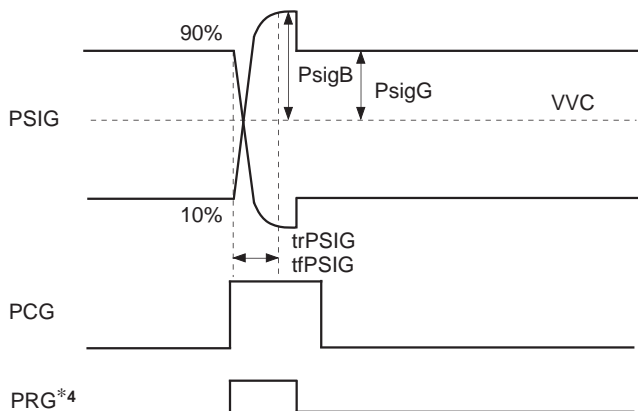 90%
PsigB
PsigG
VVC
PSIG
10%
trPSIG
tfPSIG
PCG
PRG*4